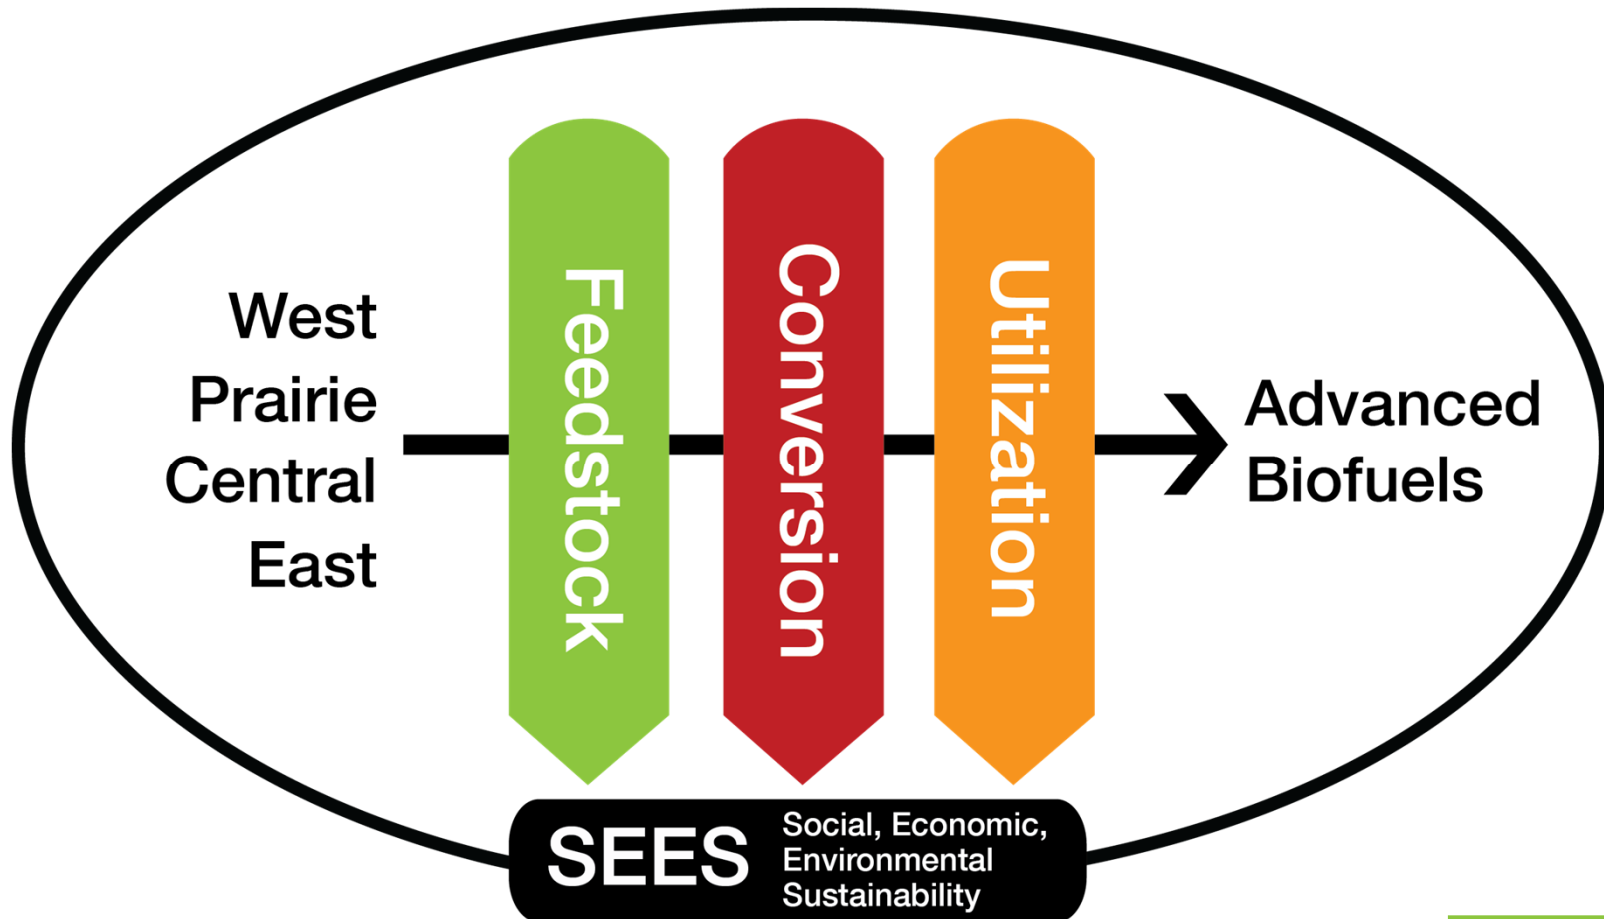 West
Prairie
Central
East
Feedstock
Conversion
Utilization
Advanced
Biofuels
SEES
Social, Economic,
Environmental
Sustainability